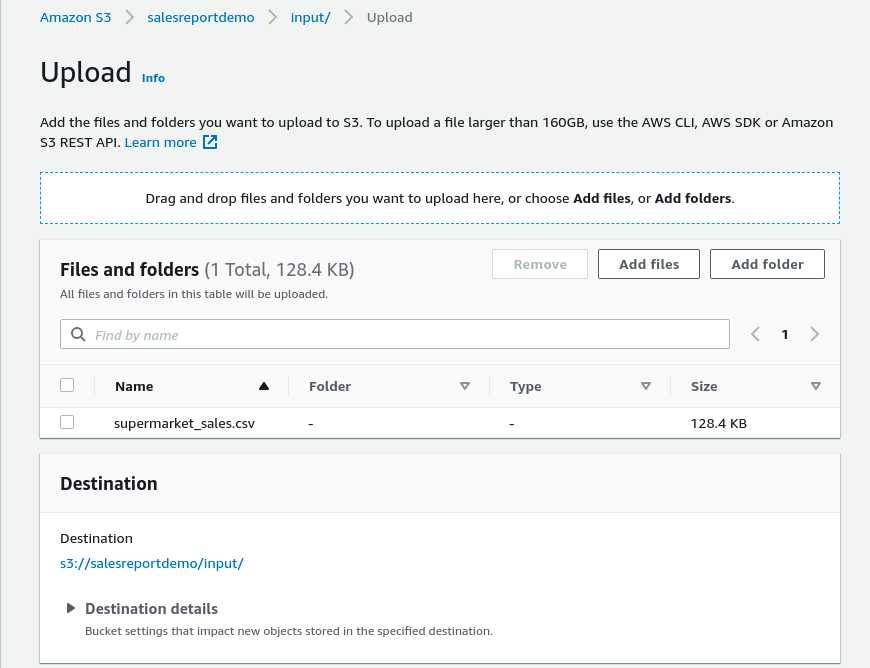 Amazon S3 > salesreportdemo > input/ > Upload
Upload Info
Add the files and folders you want to upload to S3. To upload a file larger than 160GB, use the AWS CLI, AWS SDK or Amazon
S3 REST API. Learn more
Drag and drop files and folders you want to upload here, or choose Add files, or Add folders.
Files and folders (1 Total, 128.4 KB)
Remove
Add files
Add folder
All files and folders in this table will be uploaded.
Find by name
1
Name Folder Type Size
supermarket_sales.csv - - 128.4 KB
Destination
Destination
s3://salesreportdemo/input/
Destination details
Bucket settings that impact new objects stored in the specified destination.